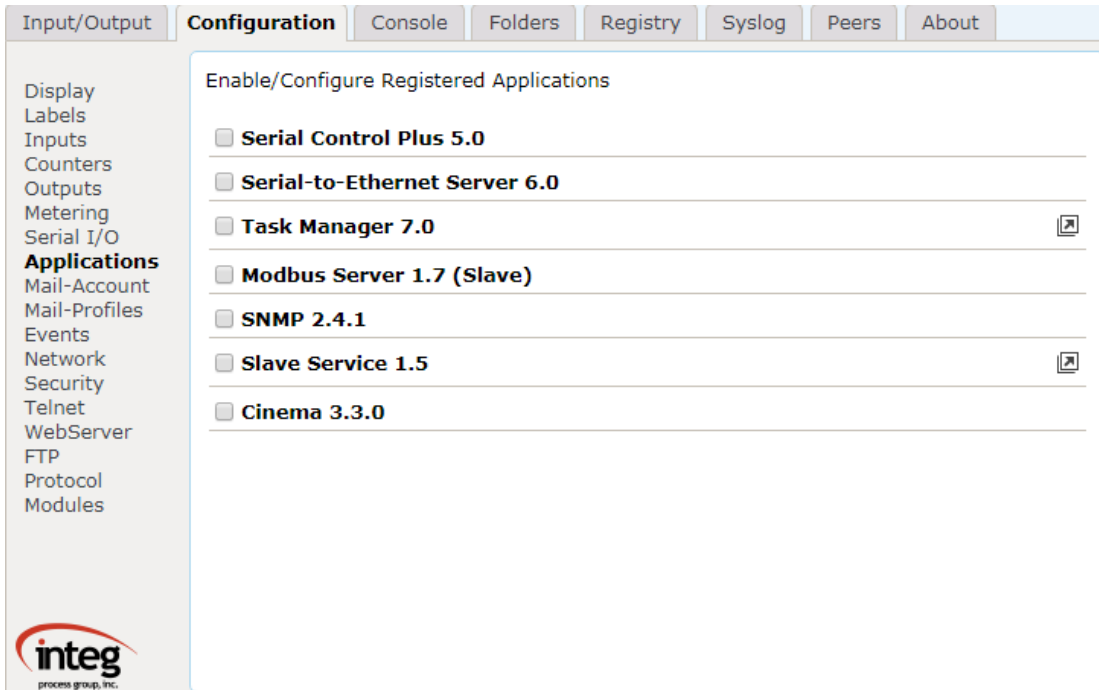 Input/Output Configuration Console Folders Registry Syslog Peers About
Display
Labels
Inputs
Counters
Outputs
Metering
Serial I/O
Applications
Mail-Account
Mail-Profiles
Events
Network
Security
Telnet
WebServer
FTP
Protocol
Modules
Enable/Configure Registered Applications
Serial Control Plus 5.0
Serial-to-Ethernet Server 6.0
Task Manager 7.0
Modbus Server 1.7 (Slave)
SNMP 2.4.1
Slave Service 1.5
Cinema 3.3.0
integ
process group, inc.